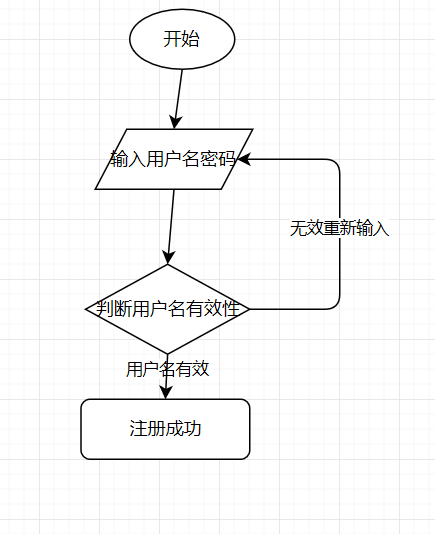 开始
输入用户名密码
无效重新输入
判断用户名有效性
用户名有效
注册成功